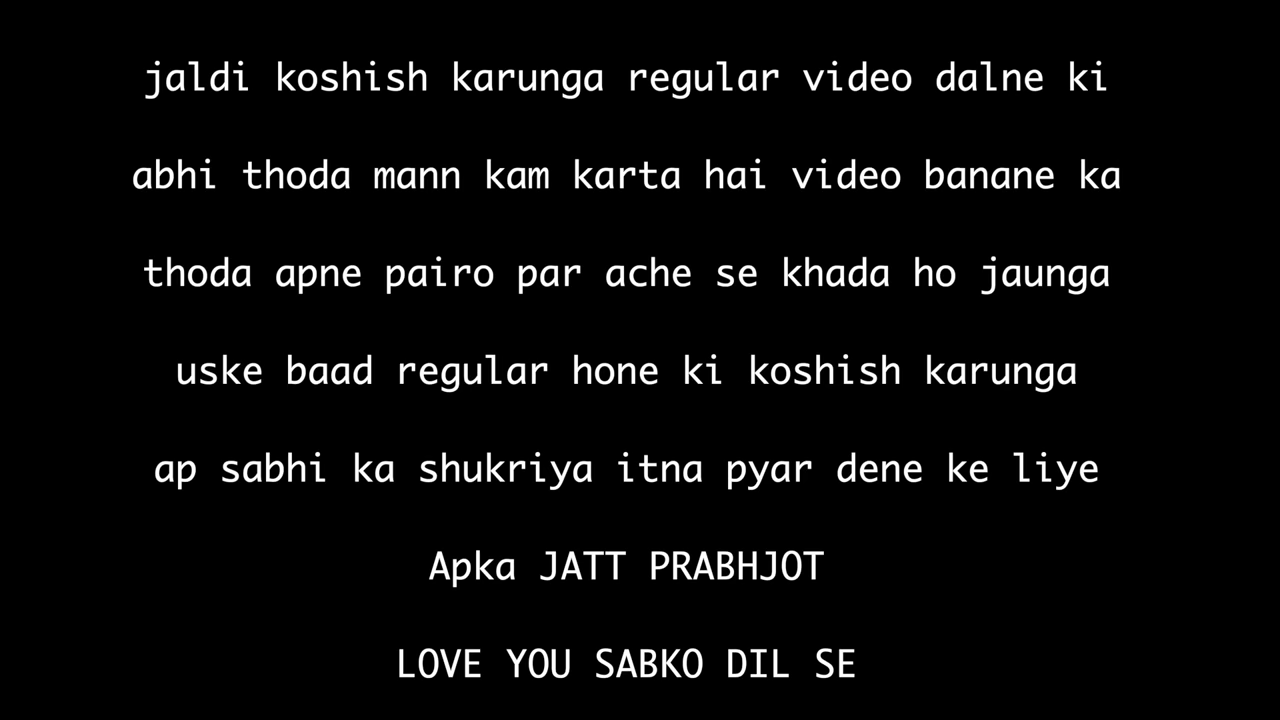 jaldi koshish karunga regular video dalne ki
abhi thoda mann kam karta hai video banane ka
thoda apne pairo par ache se khada ho jaunga
uske baad regular hone ki koshish karunga
ap sabhi ka shukriya itna pyar dene ke liye
Apka JATT PRABHJOT
LOVE YOU SABKO DIL SE